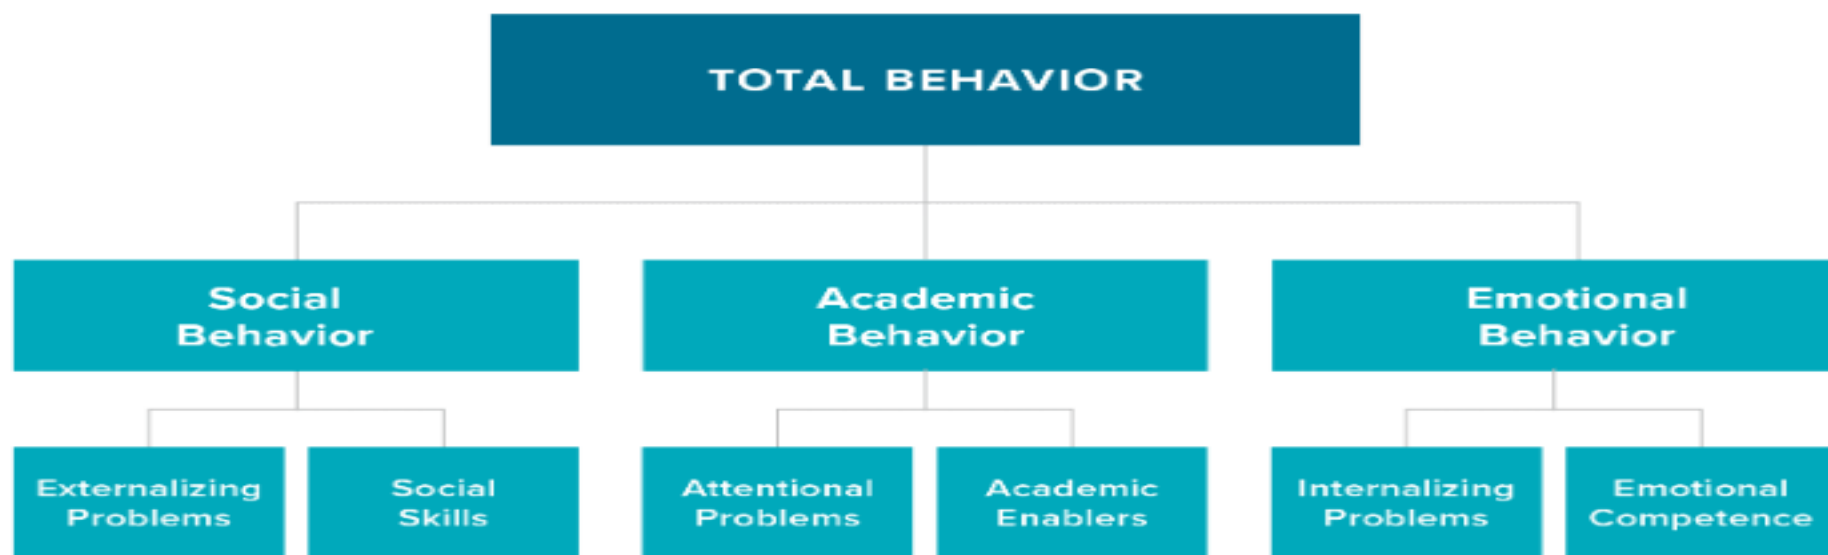 TOTAL BEHAVIOR
Social
Behavior
Academic
Behavior
Emotional
Behavior
Externalizing
Problems
Social
Skills
Attentional
Problems
Academic
Enablers
Internalizing
Problems
Emotional
Competence